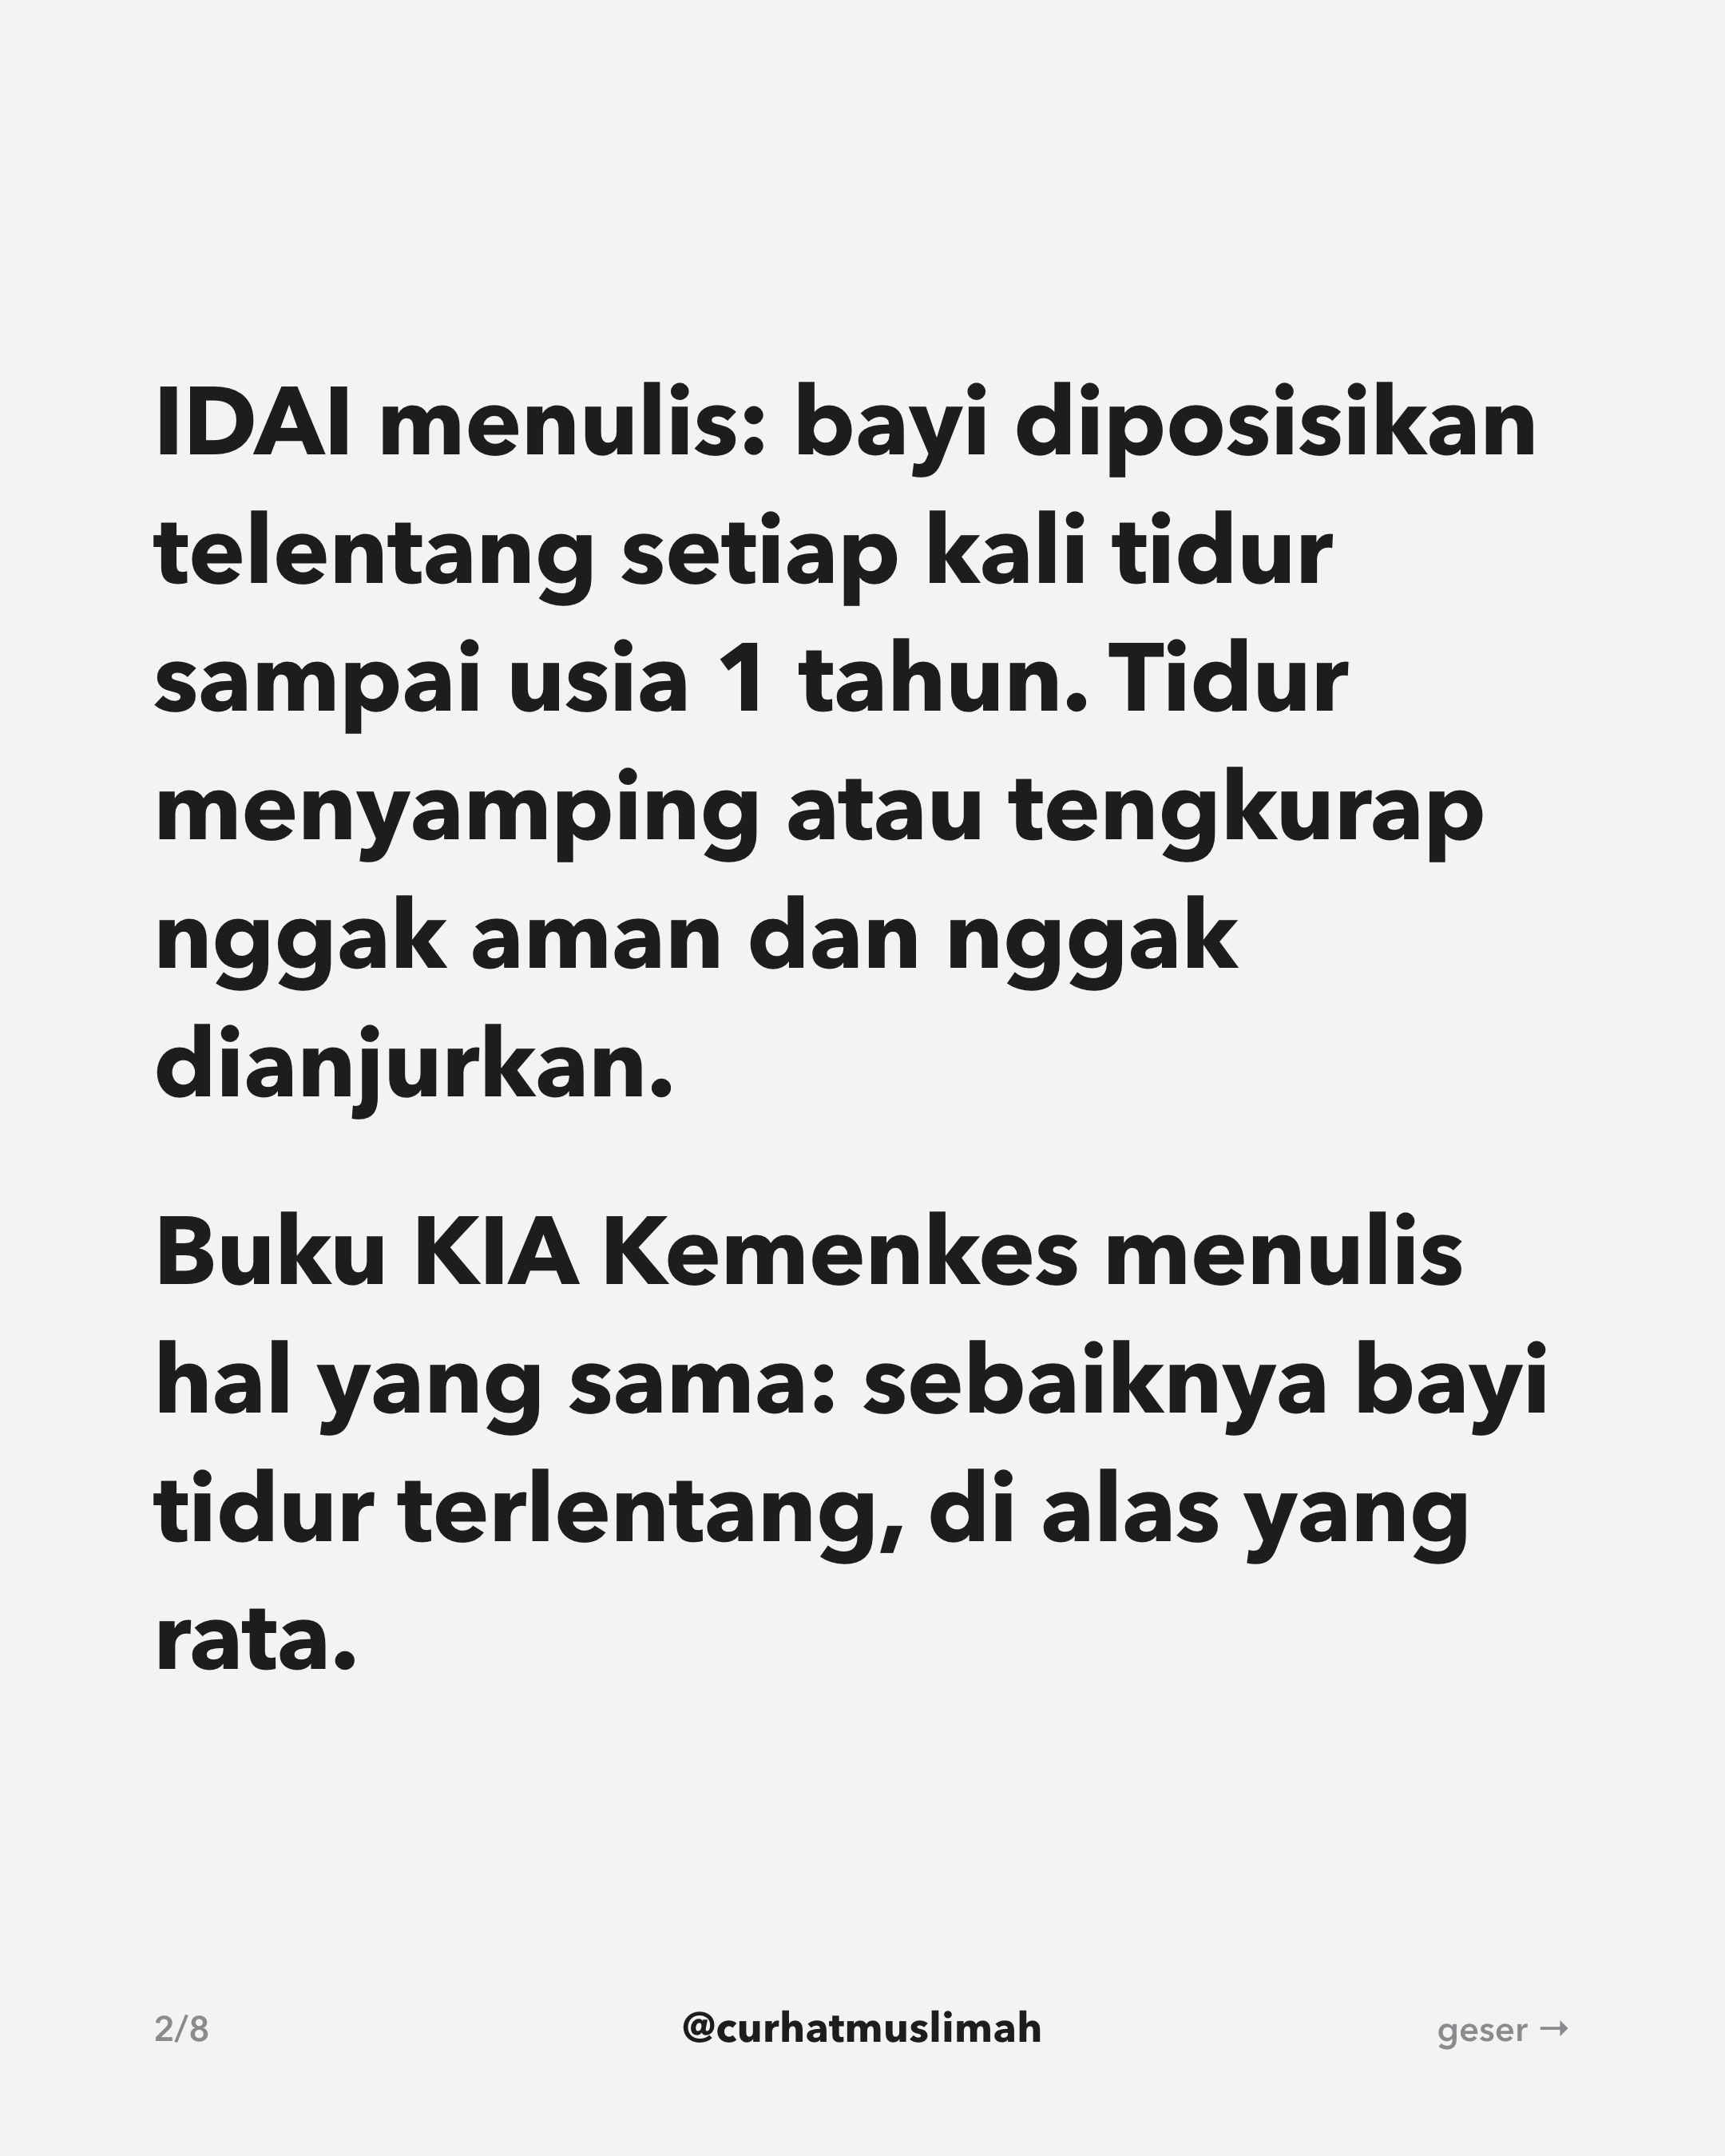 IDAI menulis: bayi diposisikan
telentang setiap kali tidur
sampai usia 1 tahun. Tidur
menyamping atau tengkurap
nggak aman dan nggak
dianjurkan.
Buku KIA Kemenkes menulis
hal yang sama: sebaiknya bayi
tidur terlentang, di alas yang
rata.
2/8
@curhatmuslimah
geser →